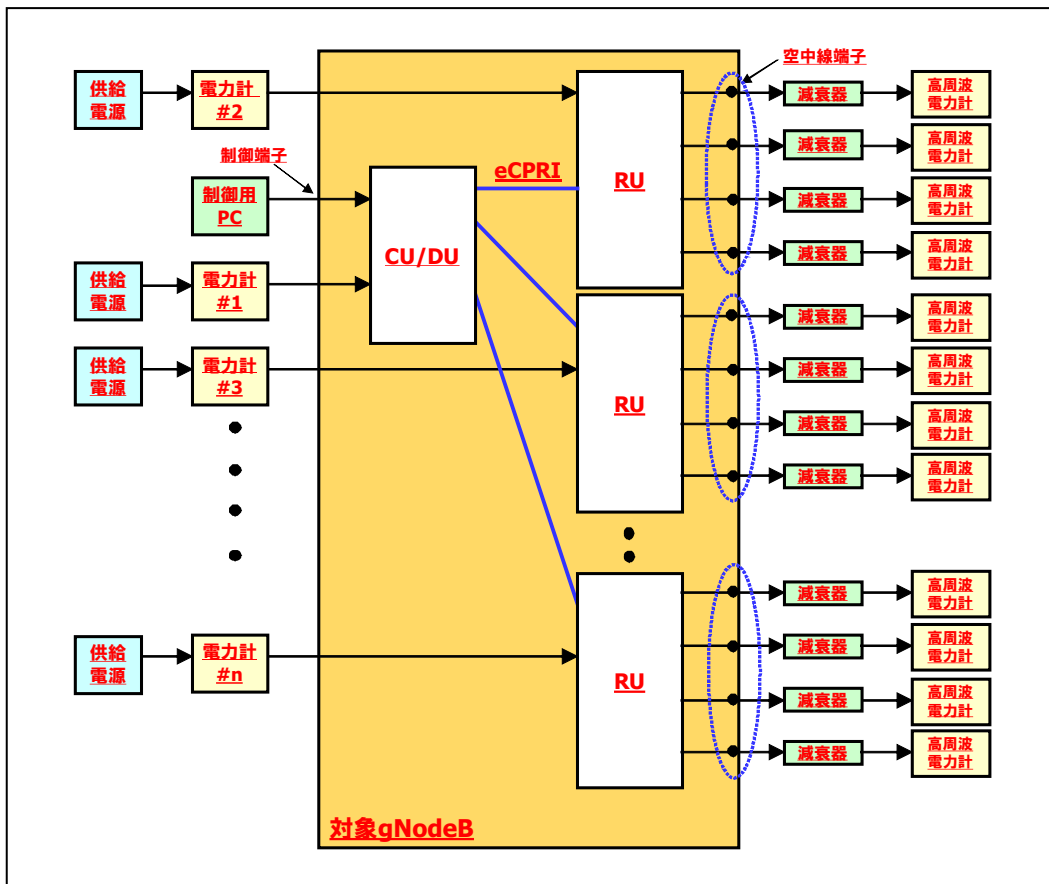 空中線端子
供給
電源
電力計
#2
RU
減衰器
高周波
電力計
減衰器
高周波
電力計
減衰器
高周波
電力計
減衰器
高周波
電力計
制御端子
制御用
PC
eCPRI
CU/DU
供給
電源
電力計
#1
供給
電源
電力計
#3
RU
減衰器
高周波
電力計
減衰器
高周波
電力計
減衰器
高周波
電力計
減衰器
高周波
電力計
供給
電源
電力計
#n
RU
減衰器
高周波
電力計
減衰器
高周波
電力計
減衰器
高周波
電力計
減衰器
高周波
電力計
対象gNodeB